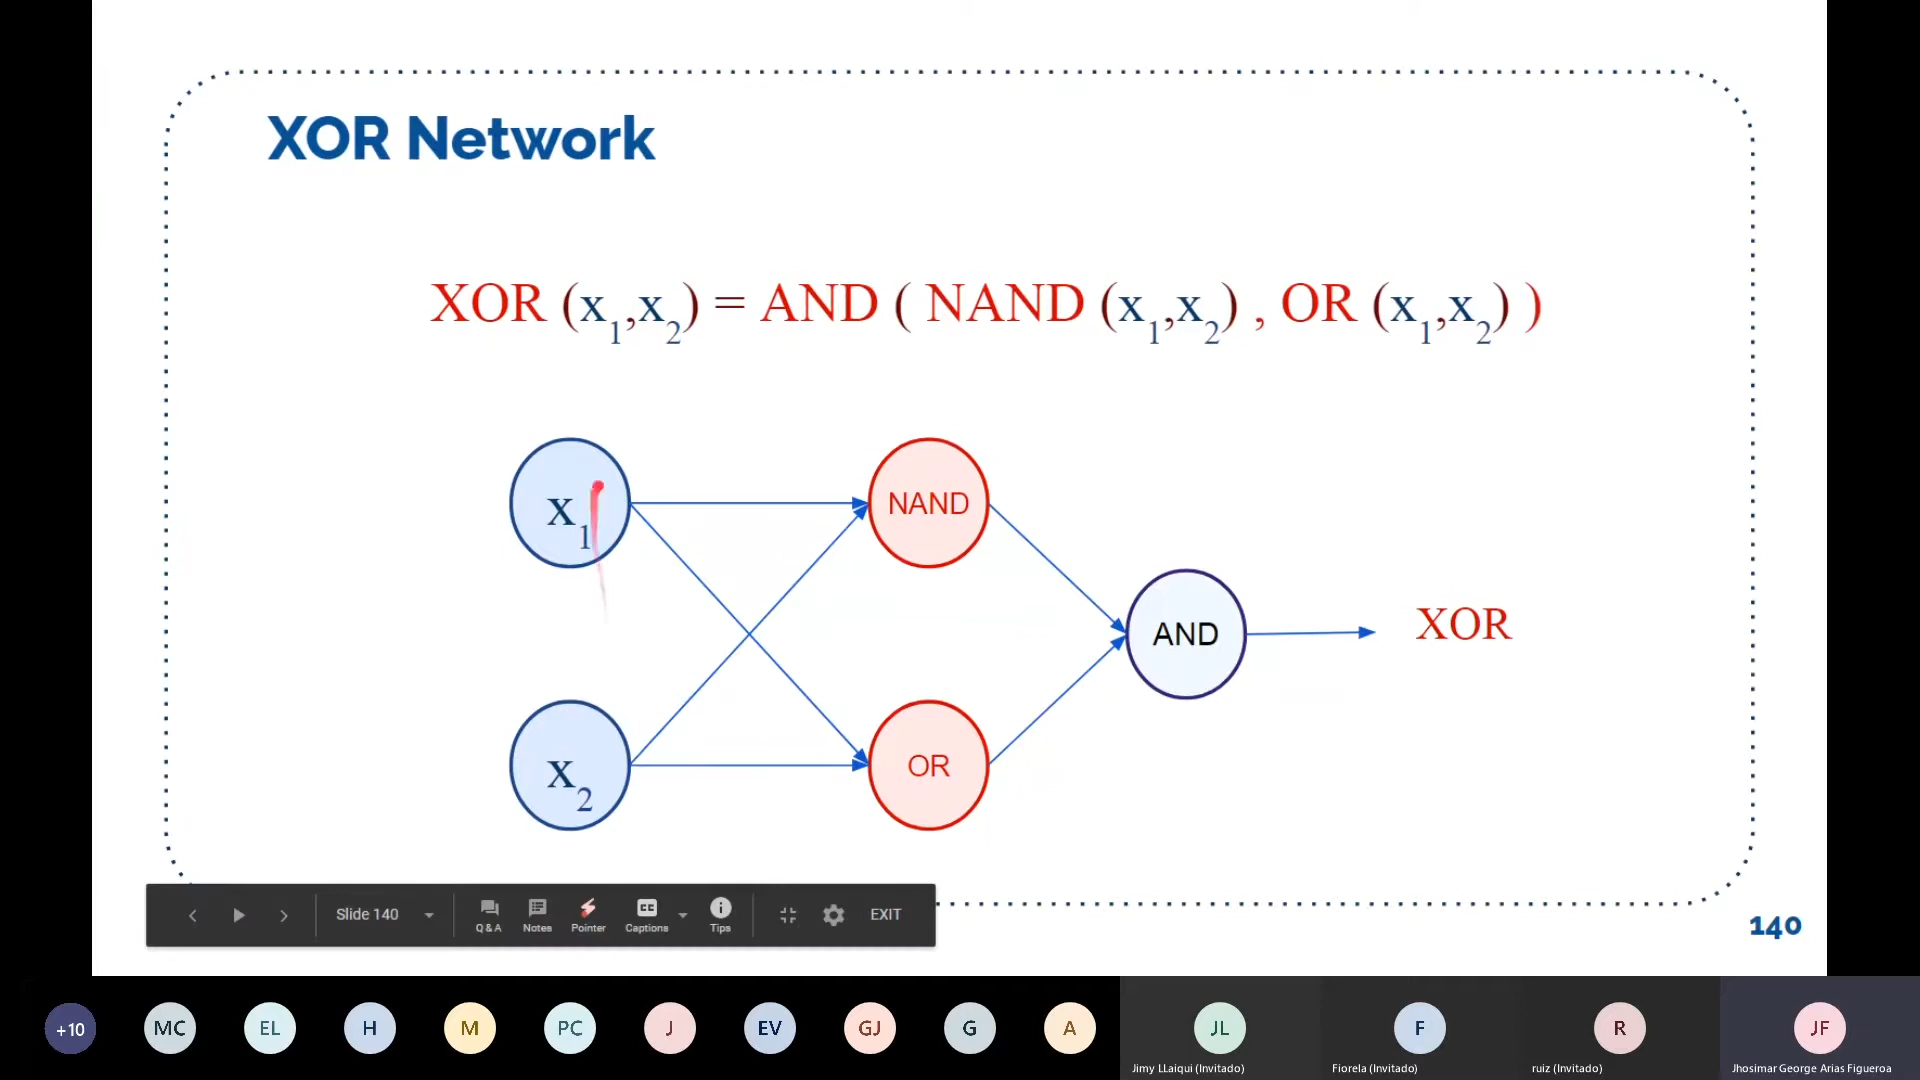 XOR Network
XOR (x1,x2) = AND ( NAND (x1,x2) , OR (x1,x2) )
x1
NAND
AND
XOR
x2
OR
Slide 140
Q & A
Notes
Pointer
CC
Captions
Tips
EXIT
140
+10
MC
EL
H
M
PC
J
EV
GJ
G
A
JL
F
R
JF
Jimy LLaiqui (Invitado)
Fiorela (Invitado)
ruiz (Invitado)
Jhosimar George Arias Figueroa